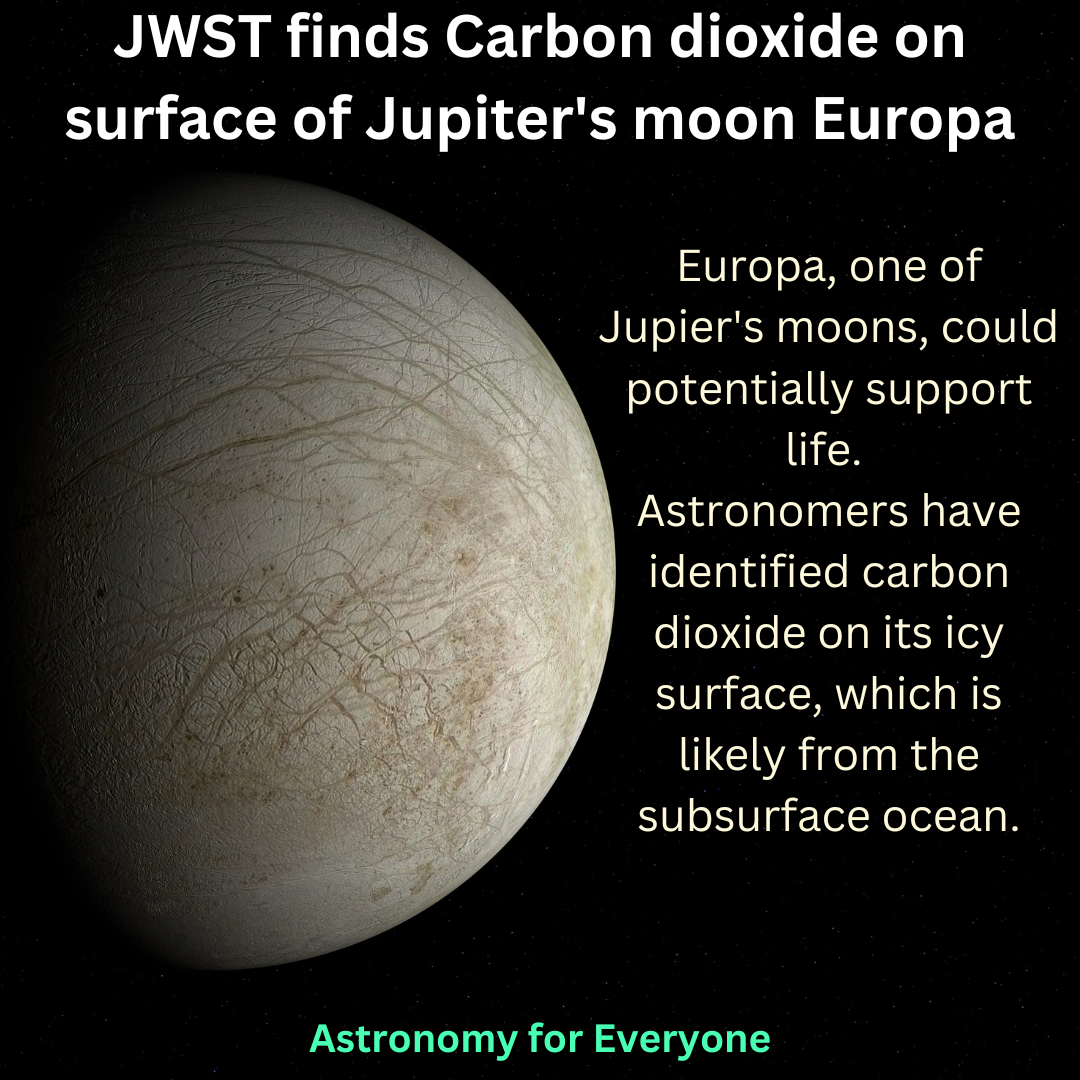 JWST finds Carbon dioxide on
surface of Jupiter's moon Europa
Europa, one of
Jupier's moons, could
potentially support
life.
Astronomers have
identified carbon
dioxide on its icy
surface, which is
likely from the
subsurface ocean.
Astronomy for Everyone